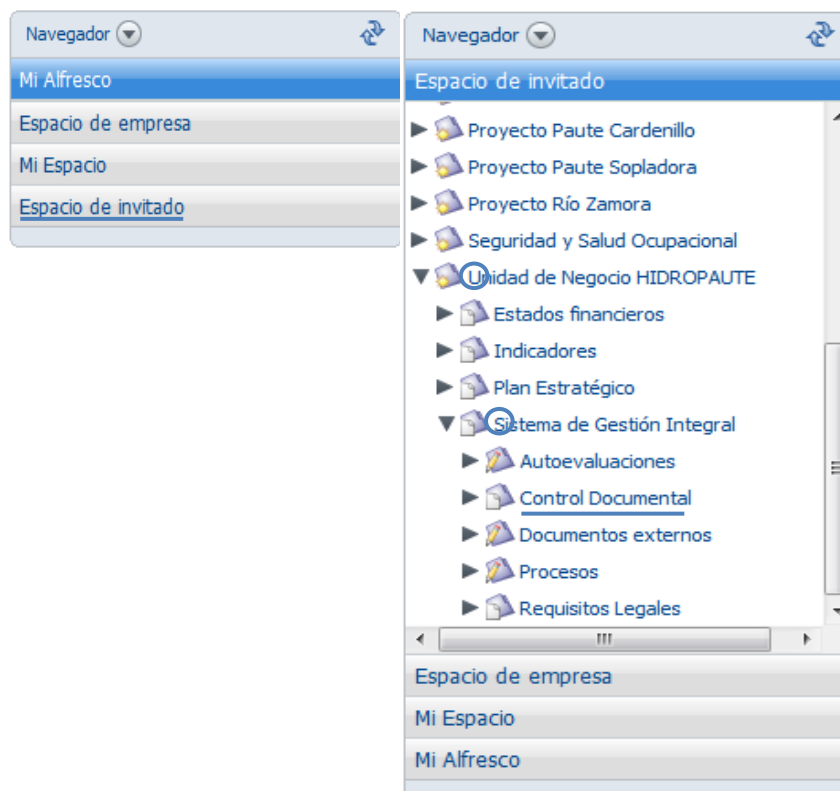 Navegador
Mi Alfresco
Espacio de empresa
Mi Espacio
Espacio de invitado
Navegador
Espacio de invitado
Proyecto Paute Cardenillo
Proyecto Paute Sopladora
Proyecto Río Zamora
Seguridad y Salud Ocupacional
Unidad de Negocio HIDROPAUTE
Estados financieros
Indicadores
Plan Estratégico
Sistema de Gestión Integral
Autoevaluaciones
Control Documental
Documentos externos
Procesos
Requisitos Legales
Espacio de empresa
Mi Espacio
Mi Alfresco